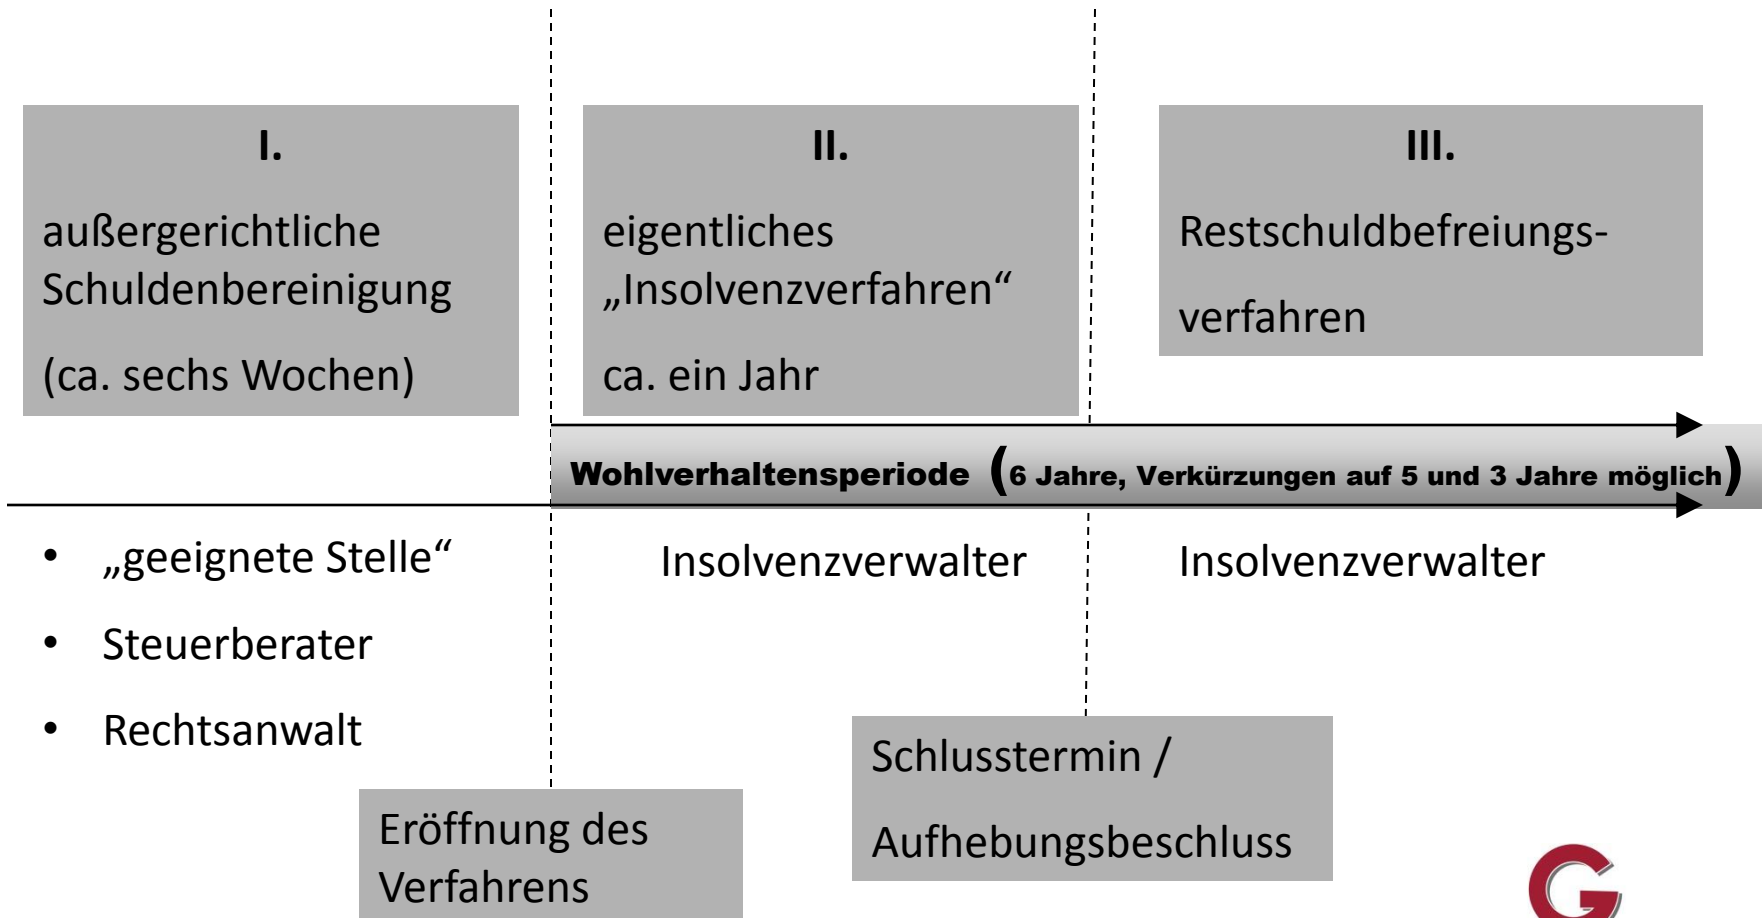 I.
außergerichtliche
Schuldenbereinigung
(ca. sechs Wochen)
II.
eigentliches
„Insolvenzverfahren“
ca. ein Jahr
III.
Restschuldbefreiungs-
verfahren
Wohlverhaltensperiode (6 Jahre, Verkürzungen auf 5 und 3 Jahre möglich)
• „geeignete Stelle“
• Steuerberater
• Rechtsanwalt
Insolvenzverwalter
Insolvenzverwalter
Eröffnung des
Verfahrens
Schlusstermin /
Aufhebungsbeschluss
G